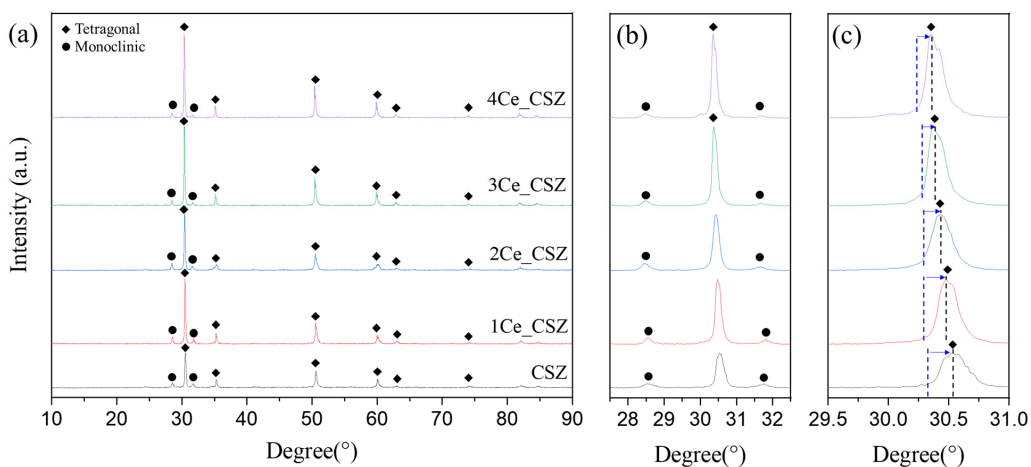 (a)
Tetragonal
Monoclinic
4Ce_CSZ
3Ce_CSZ
2Ce_CSZ
1Ce_CSZ
CSZ
Intensity (a.u.)
10 20 30 40 50 60 70 80 90
Degree(°)
(b)
28 29 30 31 32
Degree(°)
(c)
29.5 30.0 30.5 31.0
Degree(°)